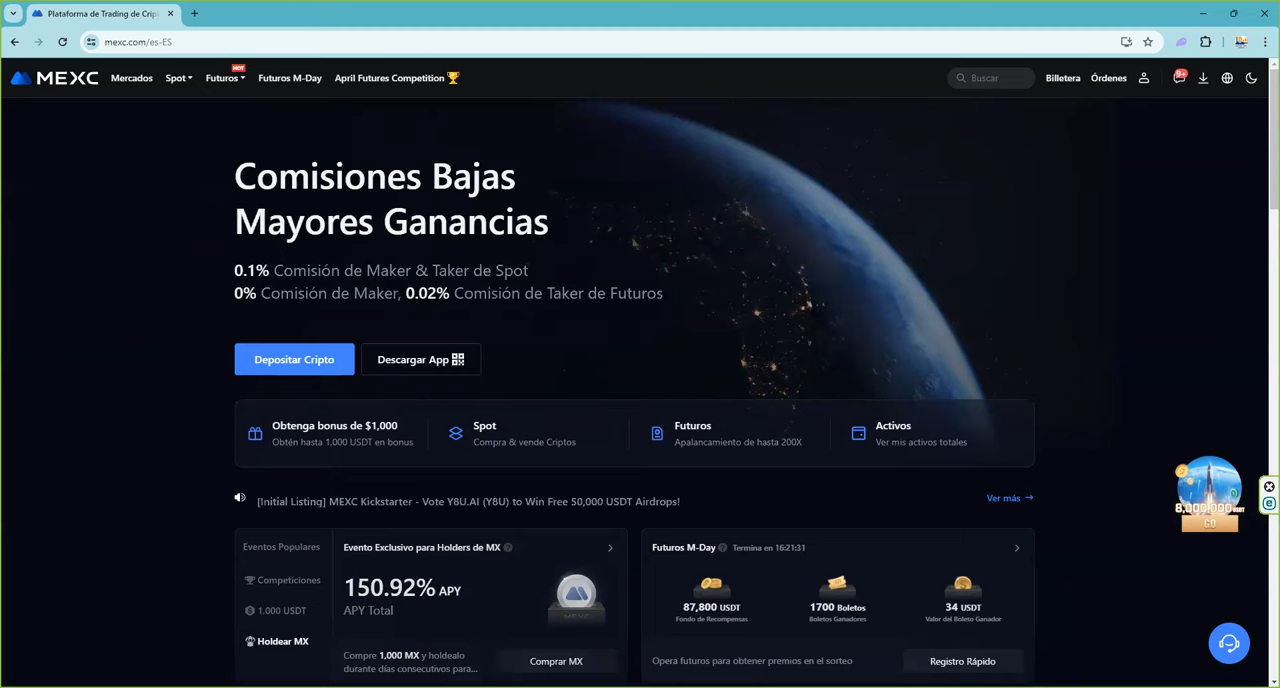 Plataforma de Trading de Crip
mexc.com/es-ES
MEXC
Mercados
Spot
Futuros
HOT
Futuros M-Day
April Futures Competition
Buscar
Billetera
Órdenes
9+
Comisiones Bajas
Mayores Ganancias
0.1% Comisión de Maker & Taker de Spot
0% Comisión de Maker, 0.02% Comisión de Taker de Futuros
Depositar Cripto
Descargar App
Obtenga bonus de $1,000
Obtén hasta 1,000 USDT en bonus
Spot
Compra & vende Criptos
Futuros
Apalancamiento de hasta 200X
Activos
Ver mis activos totales
[Initial Listing] MEXC Kickstarter - Vote Y8U.AI (Y8U) to Win Free 50,000 USDT Airdrops!
Ver más
8,000,000 USDT
GO
Eventos Populares
Competiciones
1,000 USDT
Holdear MX
Evento Exclusivo para Holders de MX
150.92% APY
APY Total
MEXC
Compre 1,000 MX y holdealo
durante días consecutivos para...
Comprar MX
Futuros M-Day
Termina en 16:21:31
87,800 USDT
Fondo de Recompensas
1700 Boletos
Boletos Ganadores
34 USDT
Valor del Boleto Ganador
Opera futuros para obtener premios en el sorteo
Registro Rápido